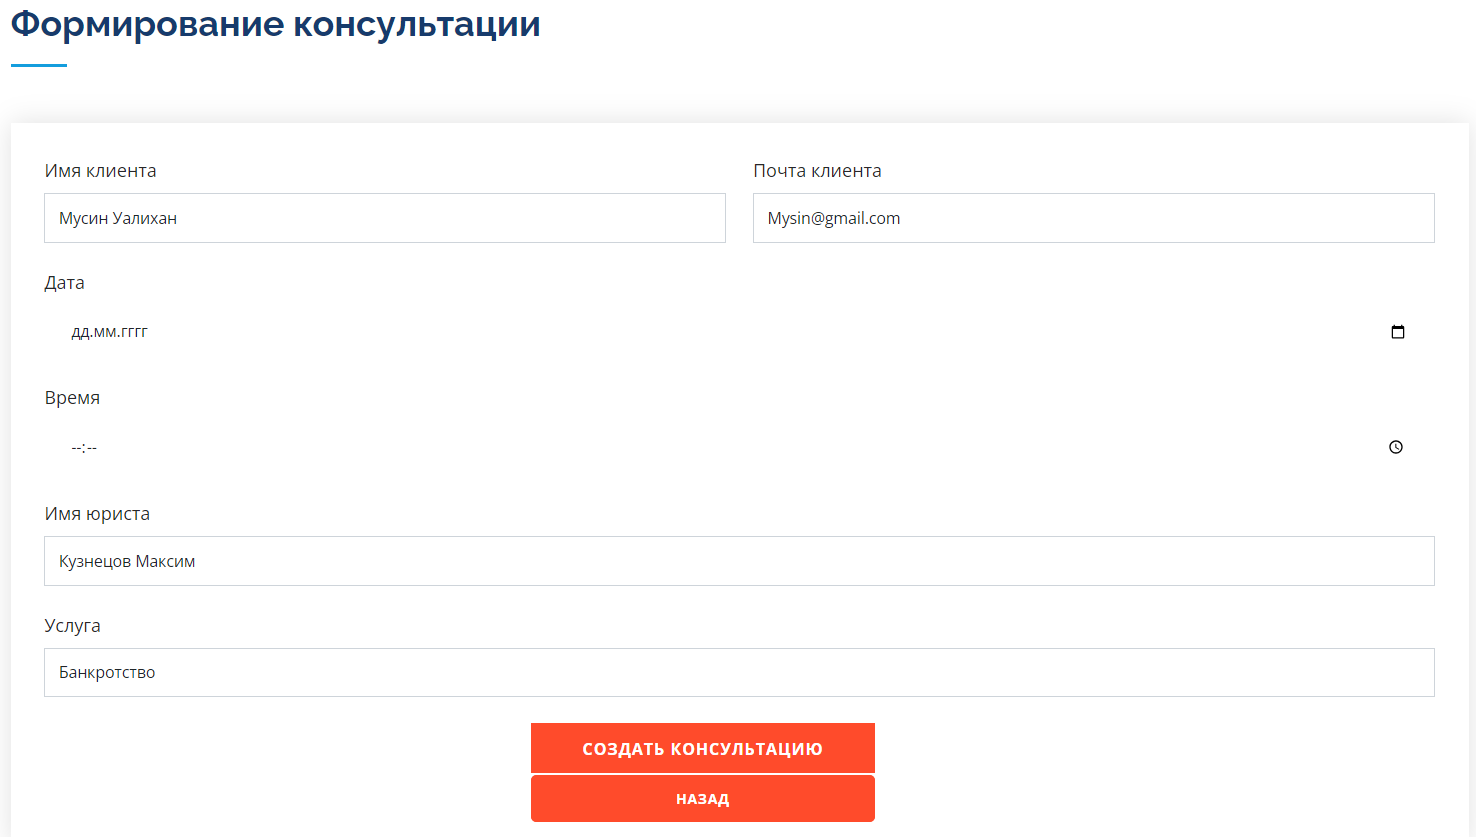 Формирование консультации
Имя клиента
Почта клиента
Мусин Уалихан
Mysin@gmail.com
Дата
дд.мм.гггг
Время
--:--
Имя юриста
Кузнецов Максим
Услуга
Банкротство
СОЗДАТЬ КОНСУЛЬТАЦИЮ
НАЗАД